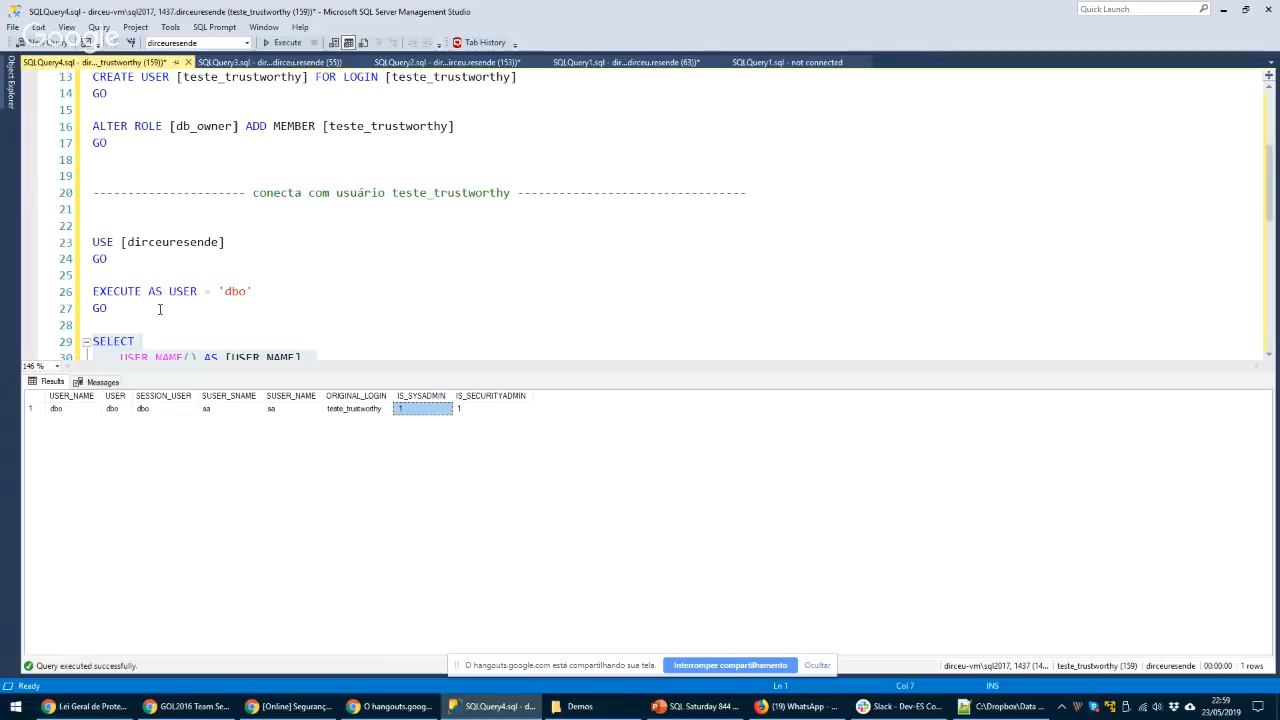 SQLQuery4.sql - dirceu-vm\sql2017, 1437.dirceuresende (teste_trustworthy (159))* - Microsoft SQL Server Management Studio
Quick Launch
File Edit View Query Project Tools Window SQL Prompt Help
Google
dirceuresende Execute Tab History
SQLQuery4.sql - dir..._trustworthy (159))* SQLQuery3.sql - dir...dirceu.resende (55)) SQLQuery2.sql - dir...irceu.resende (153))* SQLQuery1.sql - dir...dirceu.resende (63))* SQLQuery1.sql - not connected
Object Explorer
13 CREATE USER [teste_trustworthy] FOR LOGIN [teste_trustworthy]
14 GO
15
16 ALTER ROLE [db_owner] ADD MEMBER [teste_trustworthy]
17 GO
18
19
20 ---------------------- conecta com usuário teste_trustworthy ---------------------------------
21
22
23 USE [dirceuresende]
24 GO
25
26 EXECUTE AS USER = 'dbo'
27 GO
28
29 SELECT
30 USER_NAME() AS [USER_NAME]
146 %
Results Messages
USER_NAME USER SESSION_USER SUSER_SNAME SUSER_NAME ORIGINAL_LOGIN IS_SYSADMIN IS_SECURITYADMIN
1 dbo dbo dbo sa sa teste_trustworthy 1 1
Query executed successfully.
O hangouts.google.com está compartilhando sua tela. Interromper compartilhamento Ocultar
dirceu-vm\sql2017, 1437 (14... teste_trustworthy (159) dirceuresende 00:00:00 1 rows
Ready Ln 1 Col 7 INS
Lei Geral de Prote... GOL2016 Team Se... [Online] Seguranç... O hangouts.goog... SQLQuery4.sql - d... Demos SQL Saturday 844 ... (19) WhatsApp - ... Slack - Dev-ES Co... C:\Dropbox\Data ...
22:59
23/05/2019